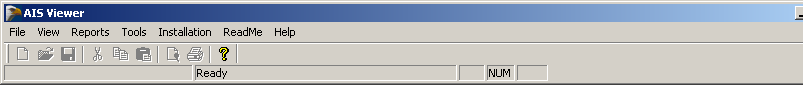 AIS Viewer
File View Reports Tools Installation ReadMe Help
Ready NUM